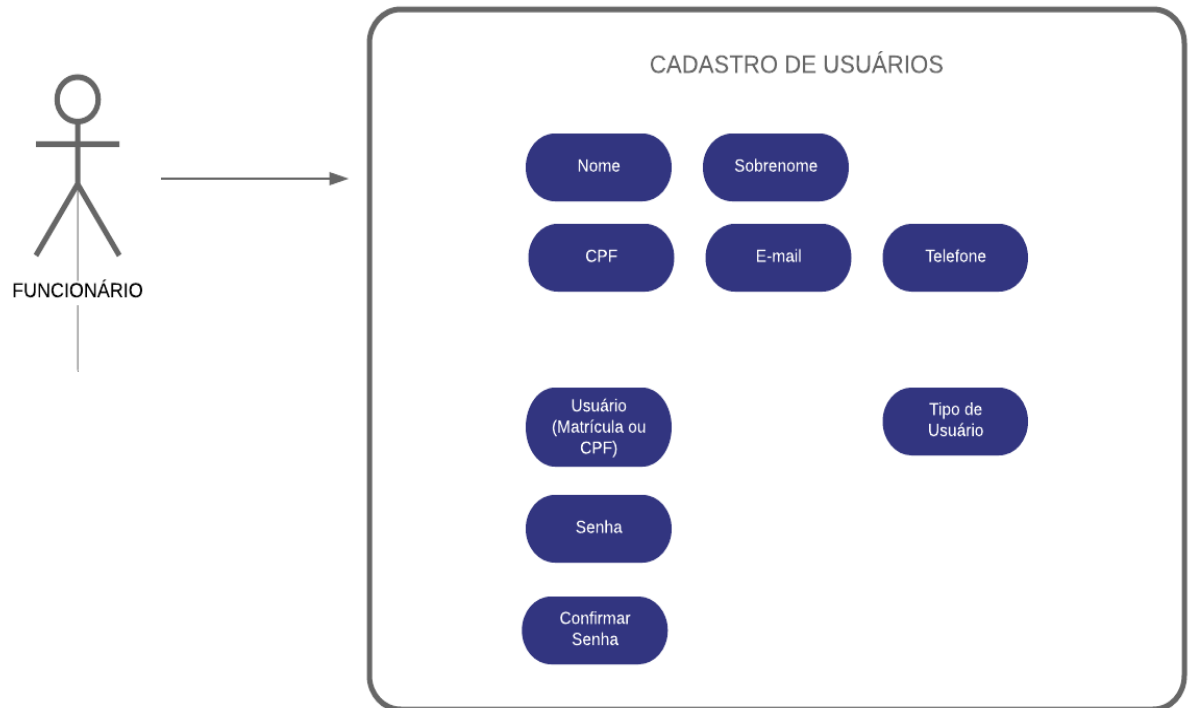 CADASTRO DE USUÁRIOS
Nome
Sobrenome
CPF
E-mail
Telefone
FUNCIONÁRIO
Usuário
(Matrícula ou
CPF)
Tipo de
Usuário
Senha
Confirmar
Senha